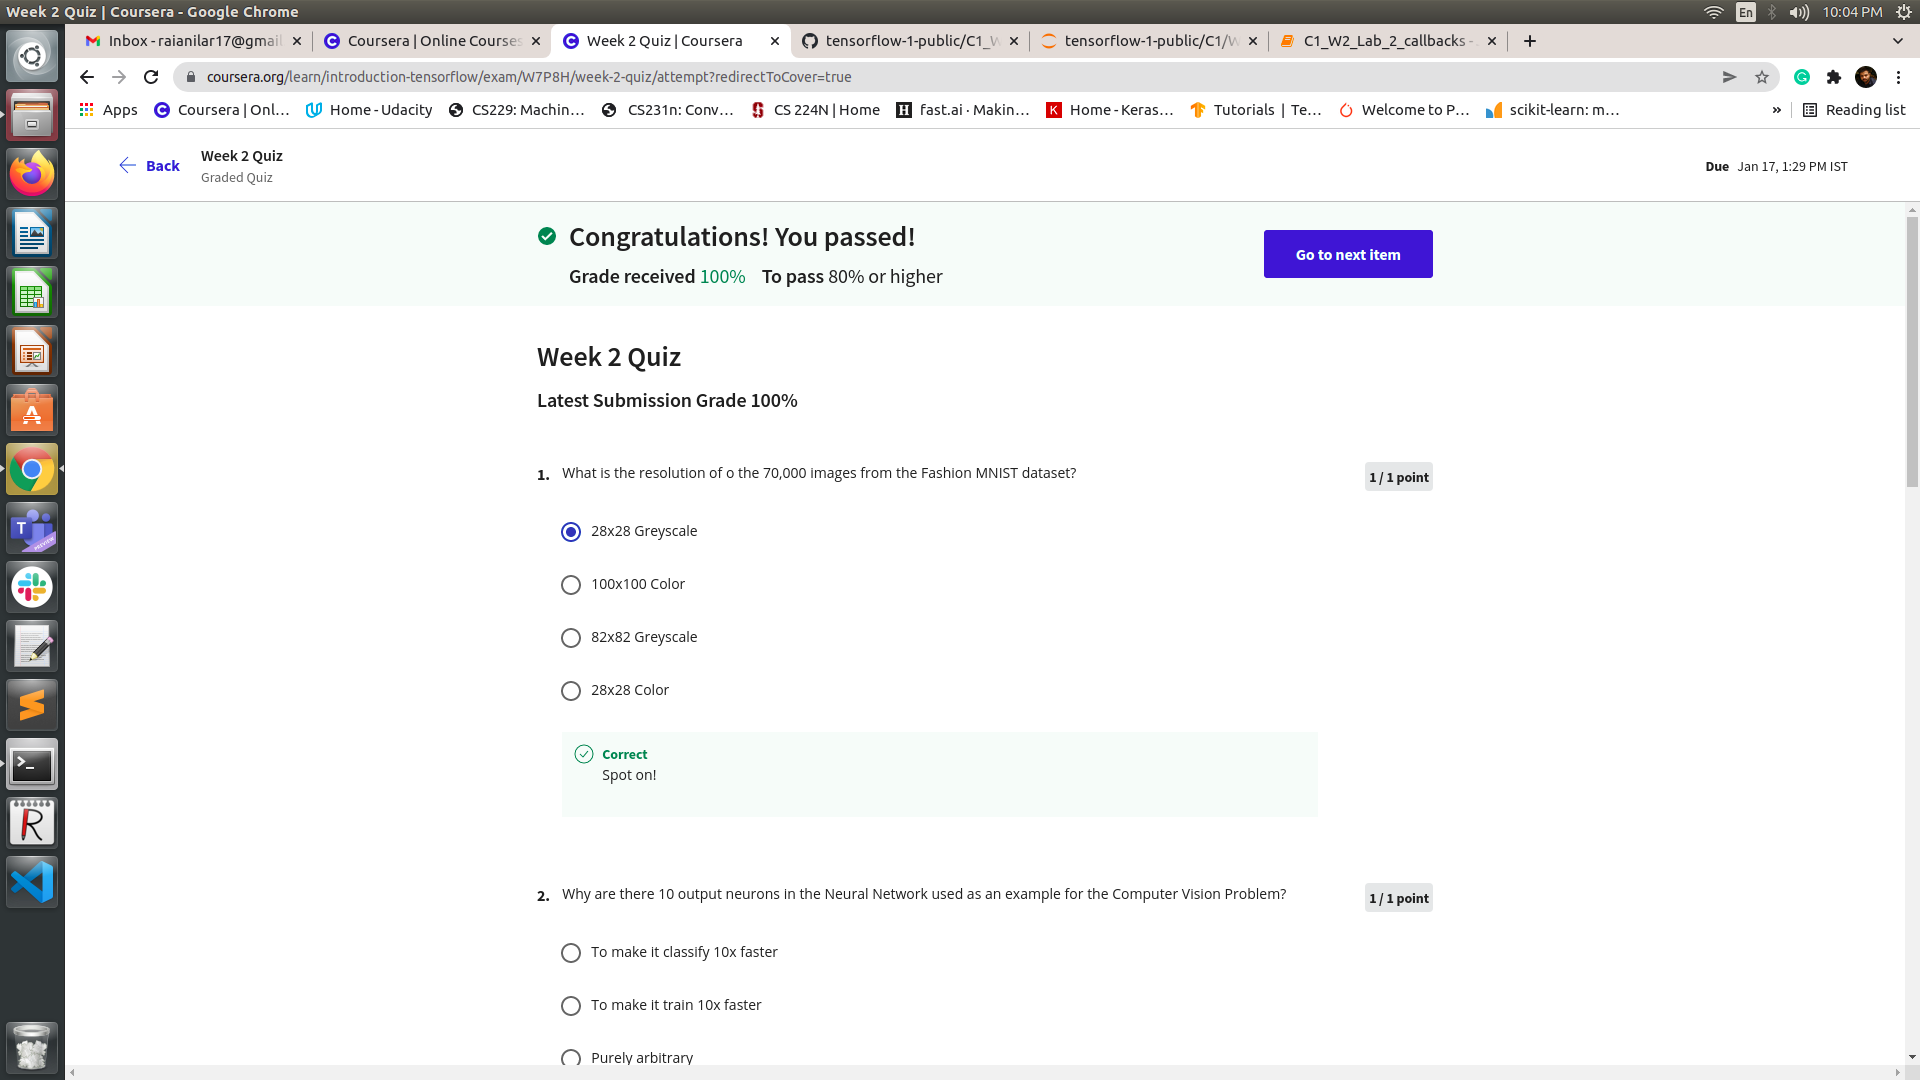 Week 2 Quiz | Coursera - Google Chrome
En
10:04 PM
Inbox - raianilar17@gmail
Coursera | Online Courses
Week 2 Quiz | Coursera
tensorflow-1-public/C1_W
tensorflow-1-public/C1/W
C1_W2_Lab_2_callbacks -
coursera.org/learn/introduction-tensorflow/exam/W7P8H/week-2-quiz/attempt?redirectToCover=true
Apps
Coursera | Onl...
Home - Udacity
CS229: Machin...
CS231n: Conv...
CS 224N | Home
fast.ai · Makin...
Home - Keras...
Tutorials | Te...
Welcome to P...
scikit-learn: m...
»
Reading list
Back
Week 2 Quiz
Graded Quiz
Due Jan 17, 1:29 PM IST
Congratulations! You passed!
Grade received 100% To pass 80% or higher
Go to next item
Week 2 Quiz
Latest Submission Grade 100%
1. What is the resolution of o the 70,000 images from the Fashion MNIST dataset?
1 / 1 point
28x28 Greyscale
100x100 Color
82x82 Greyscale
28x28 Color
Correct
Spot on!
2. Why are there 10 output neurons in the Neural Network used as an example for the Computer Vision Problem?
1 / 1 point
To make it classify 10x faster
To make it train 10x faster
Purely arbitrary